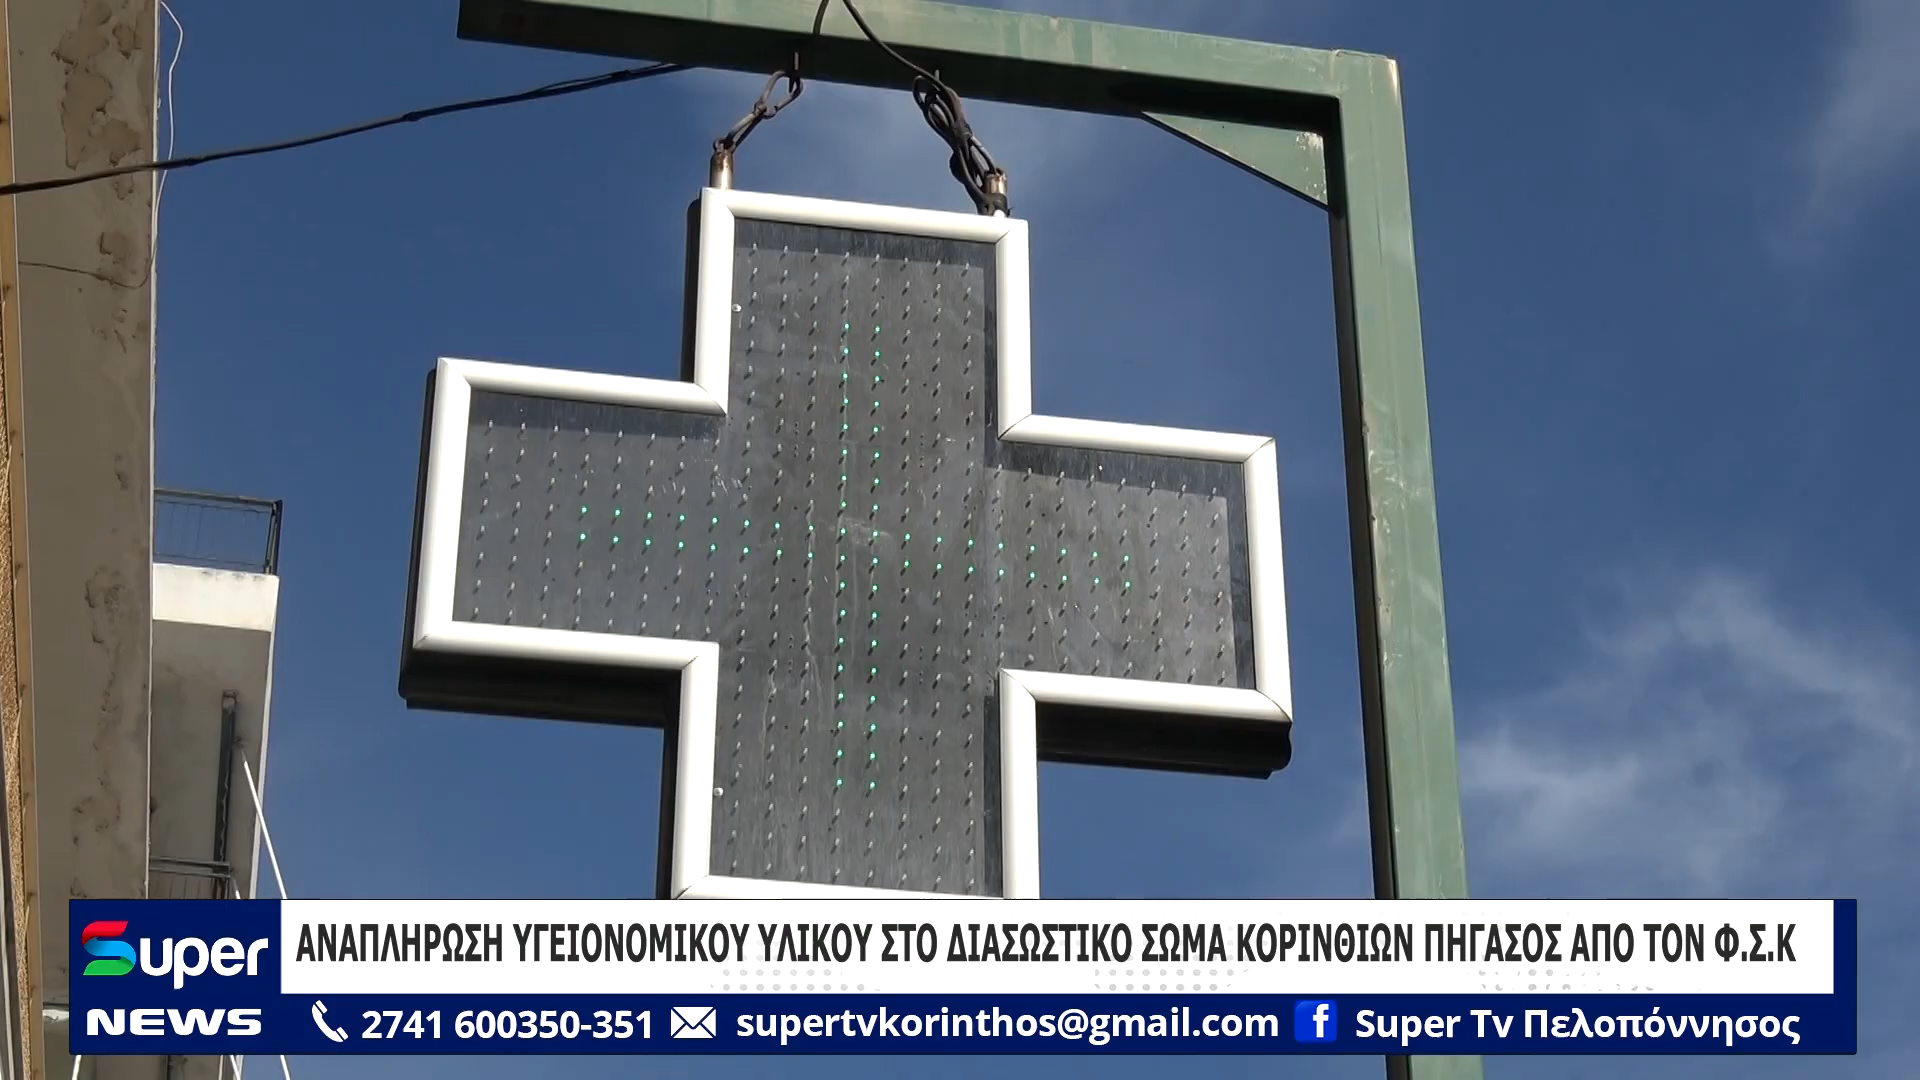 Super
NEWS
ΑΝΑΠΛΗΡΩΣΗ ΥΓΕΙΟΝΟΜΙΚΟΥ ΥΛΙΚΟΥ ΣΤΟ ΔΙΑΣΩΣΤΙΚΟ ΣΩΜΑ ΚΟΡΙΝΘΙΩΝ ΠΗΓΑΣΟΣ ΑΠΟ ΤΟΝ Φ.Σ.Κ
2741 600350-351 supertvkorinthos@gmail.com f Super Tv Πελοπόννησος